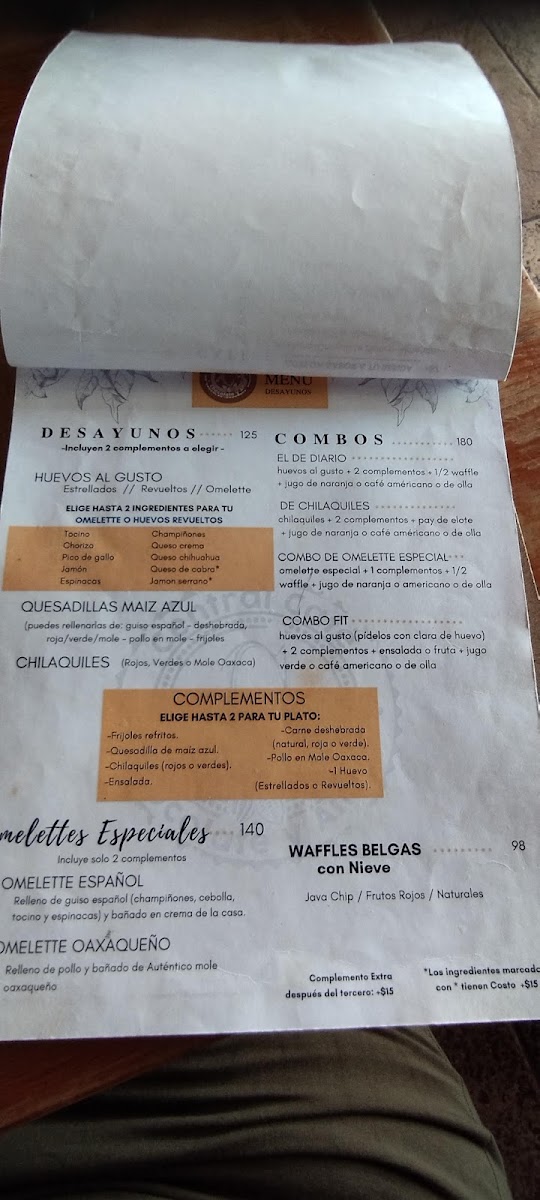 MENU
DESAYUNOS
DESAYUNOS ...... 125
-Incluyen 2 complementos a elegir -
HUEVOS AL GUSTO
Estrellados // Revueltos // Omelette
ELIGE HASTA 2 INGREDIENTES PARA TU
OMELETTE O HUEVOS REVUELTOS
Tocino
Chorizo
Pico de gallo
Jamón
Espinacas
Champiñones
Queso crema
Queso chihuahua
Queso de cabra*
Jamon serrano*
QUESADILLAS MAIZ AZUL
(puedes rellenarlas de: guiso español - deshebrada,
roja/verde/mole - pollo en mole - frijoles
CHILAQUILES (Rojos, Verdes o Mole Oaxaca)
COMBOS ........... 180
EL DE DIARIO
huevos al gusto + 2 complementos + 1/2 waffle
+ jugo de naranja o café américano o de olla
DE CHILAQUILES
chilaquiles + 2 complementos + pay de elote
+ jugo de naranja o café américano o de olla
COMBO DE OMELETTE ESPECIAL
omelette especial + 1 complementos + 1/2
waffle + jugo de naranja o americano o de olla
COMBO FIT
huevos al gusto (pídelos con clara de huevo)
+ 2 complementos + ensalada o fruta + jugo
verde o café americano o de olla
COMPLEMENTOS
ELIGE HASTA 2 PARA TU PLATO:
-Frijoles refritos.
-Quesadilla de maíz azul.
-Chilaquiles (rojos o verdes).
-Ensalada.
-Carne deshebrada
(natural, roja o verde).
-Pollo en Mole Oaxaca.
-1 Huevo
(Estrellados o Revueltos).
melettes Especiales .... 140
Incluye solo 2 complementos
OMELETTE ESPAÑOL
Relleno de guiso español (champiñones, cebolla,
tocino y espinacas) y bañado en crema de la casa.
OMELETTE OAXAQUEÑO
Relleno de pollo y bañado de Auténtico mole
oaxaqueño
WAFFLES BELGAS ......... 98
con Nieve
Java Chip / Frutos Rojos / Naturales
Complemento Extra
después del tercero: +$15
*Los ingredientes marcado
con * tienen Costo +$15